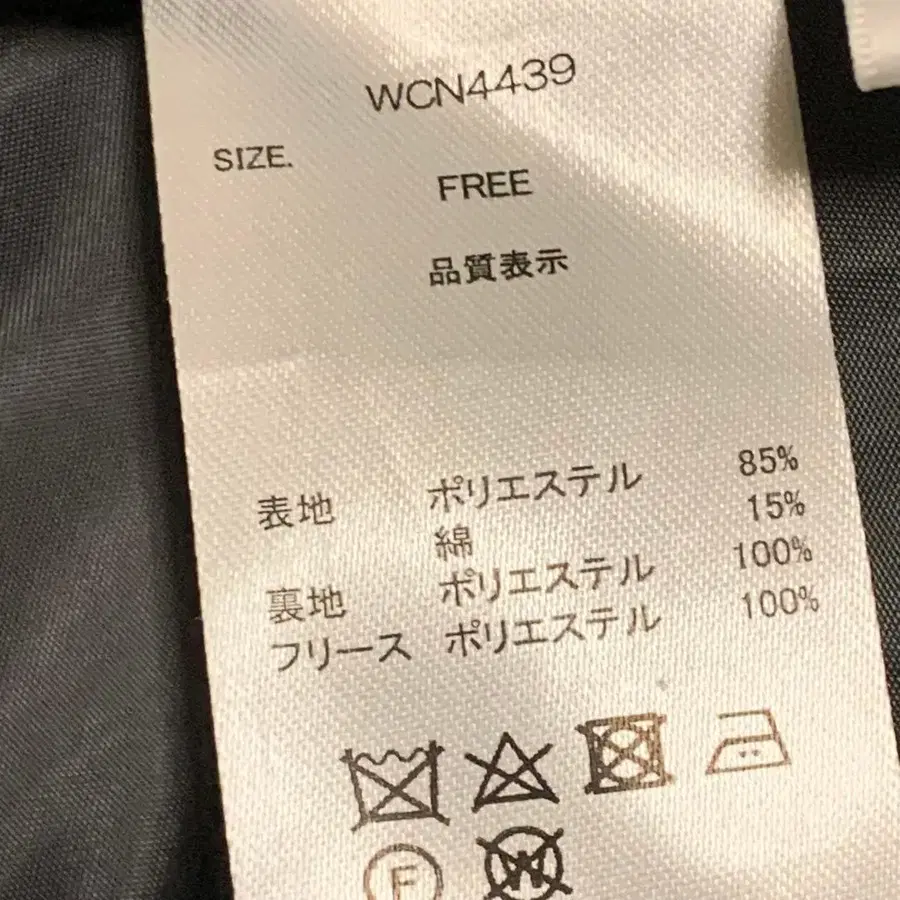 WCN4439
SIZE.
FREE
品質表示
表地 ポリエステル 85%
綿 15%
裏地 ポリエステル 100%
フリース ポリエステル 100%
F W